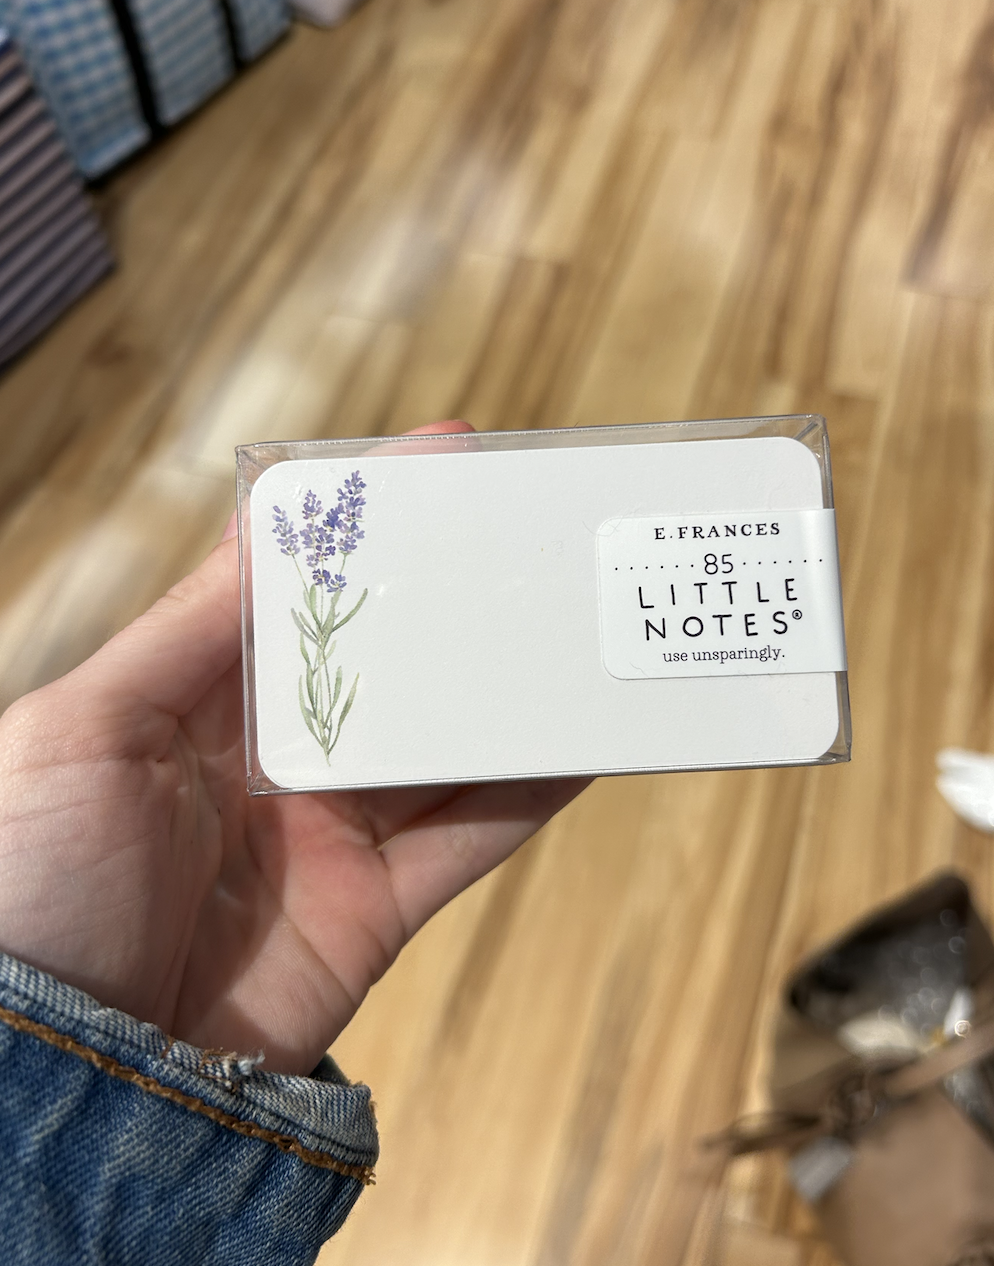 E. FRANCES
85
LITTLE
NOTES®
use unsparingly.